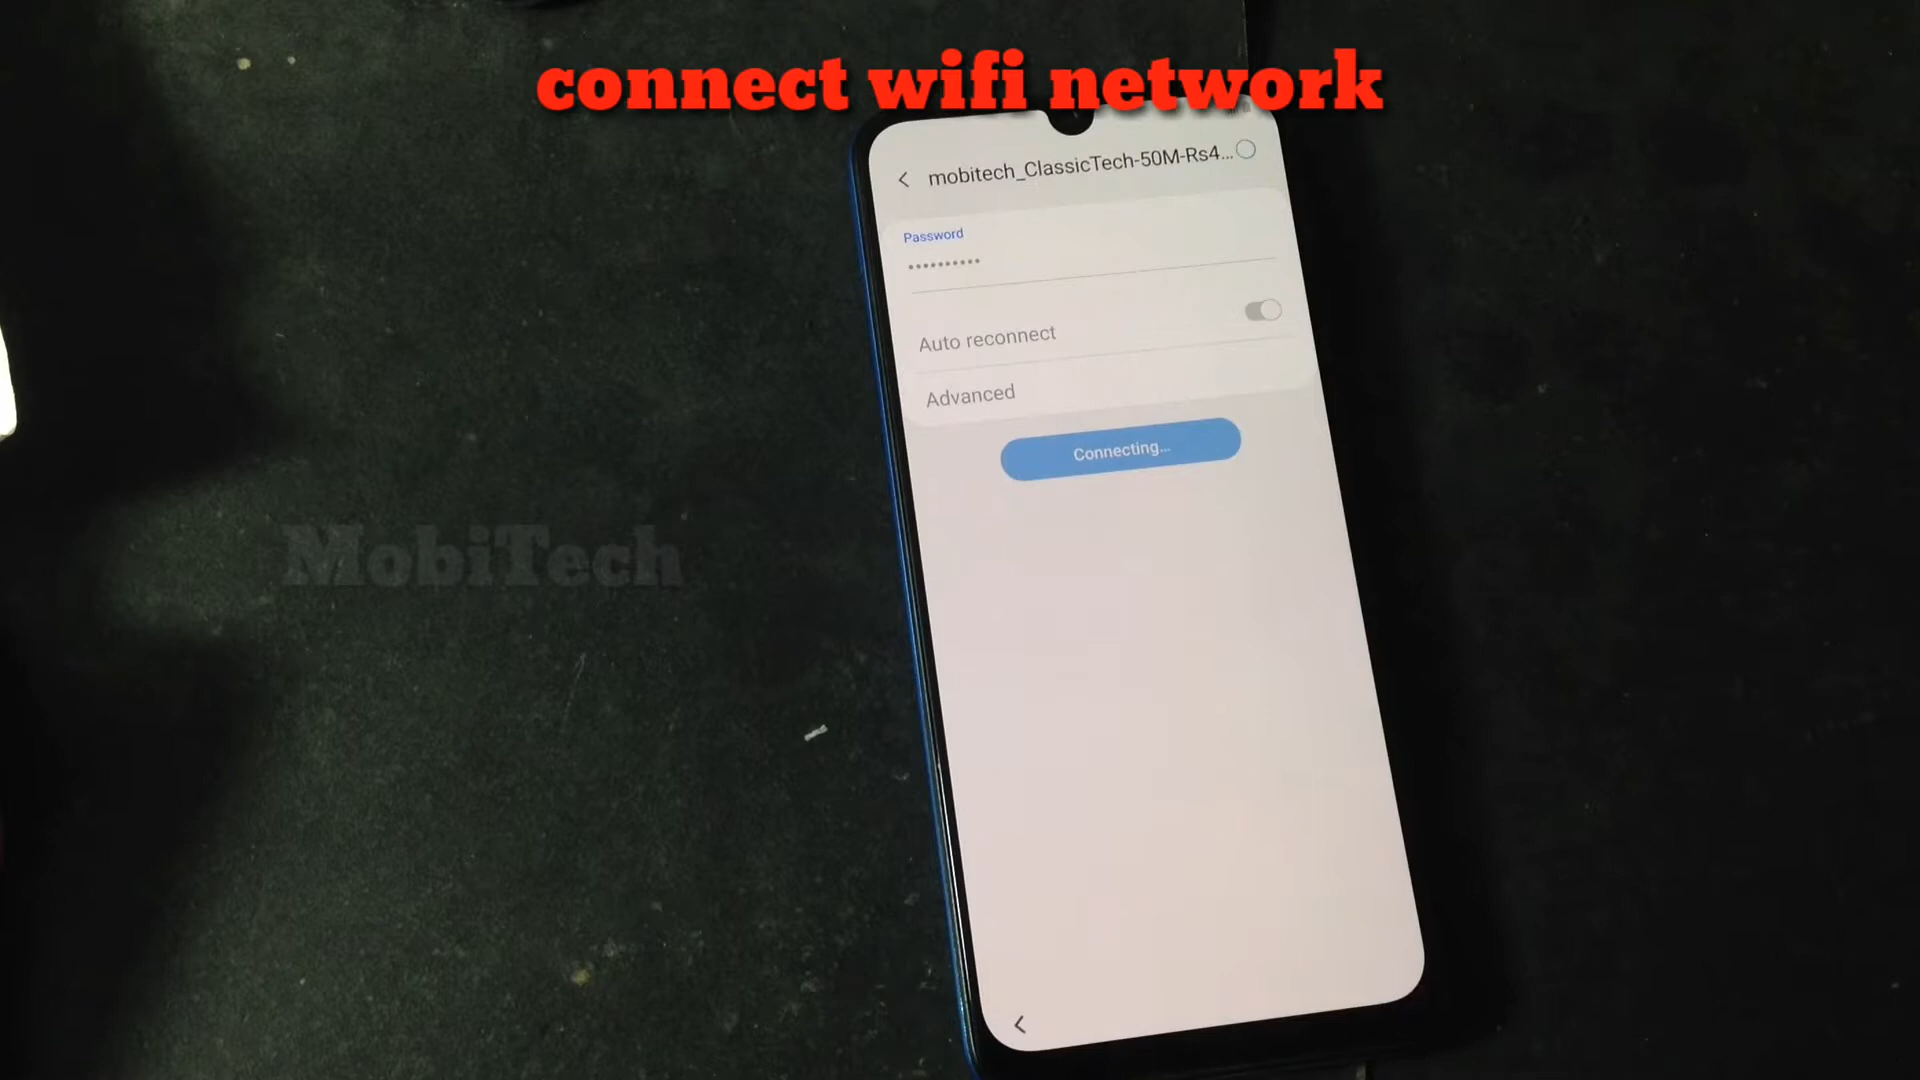 connect wifi network
mobitech_ClassicTech-50M-Rs4...
Password
••••••••••
Auto reconnect
Advanced
Connecting...
MobiTech